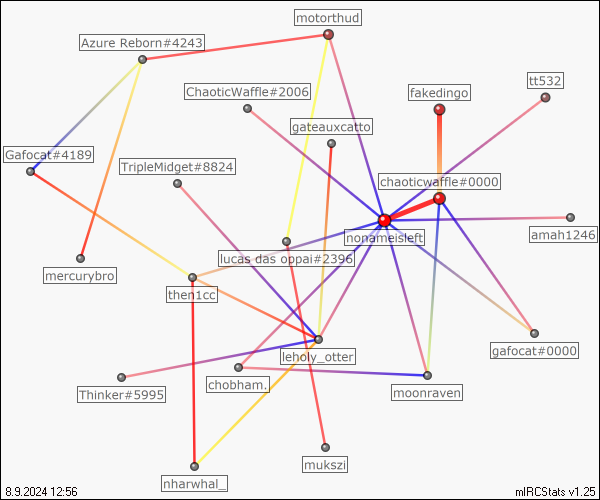 motorthud
Azure Reborn#4243
tt532
ChaoticWaffle#2006
fakedingo
gateauxcatto
Gafocat#4189
TripleMidget#8824
chaoticwaffle#0000
amah1246
nonameisleft
lucas das oppai#2396
mercurybro
then1cc
gafocat#0000
leholy_otter
chobham.
moonraven
Thinker#5995
mukszi
nharwhal_
8.9.2024 12:56
mIRCStats v1.25